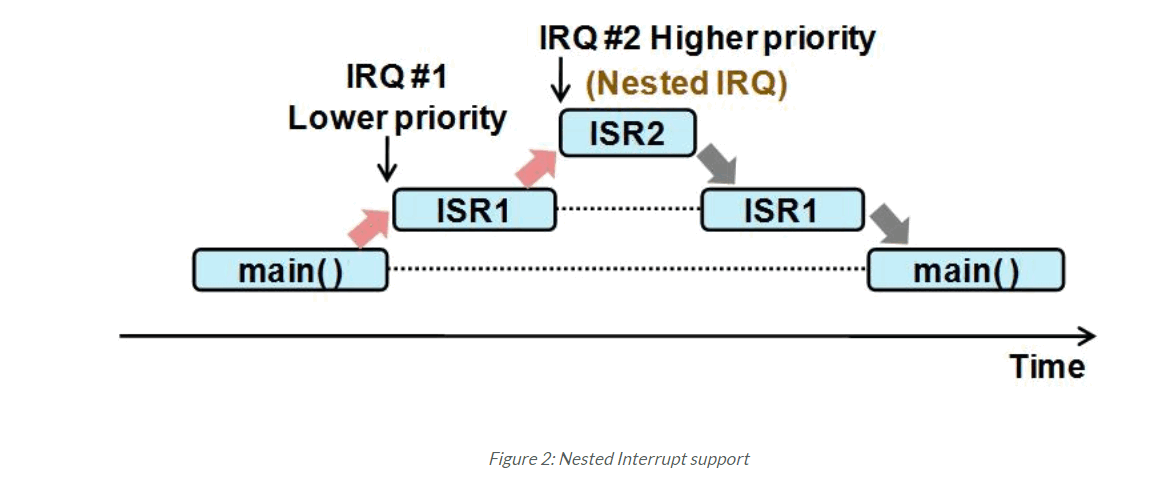 IRQ #2 Higher priority
(Nested IRQ)
IRQ #1
Lower priority
ISR2
ISR1
ISR1
main()
main()
Time
Figure 2: Nested Interrupt support